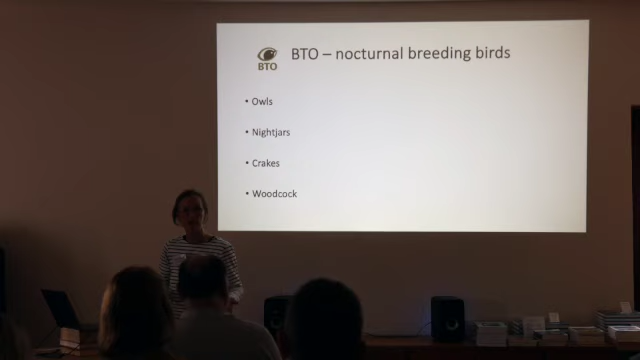 BTO – nocturnal breeding birds
BTO
• Owls
• Nightjars
• Crakes
• Woodcock